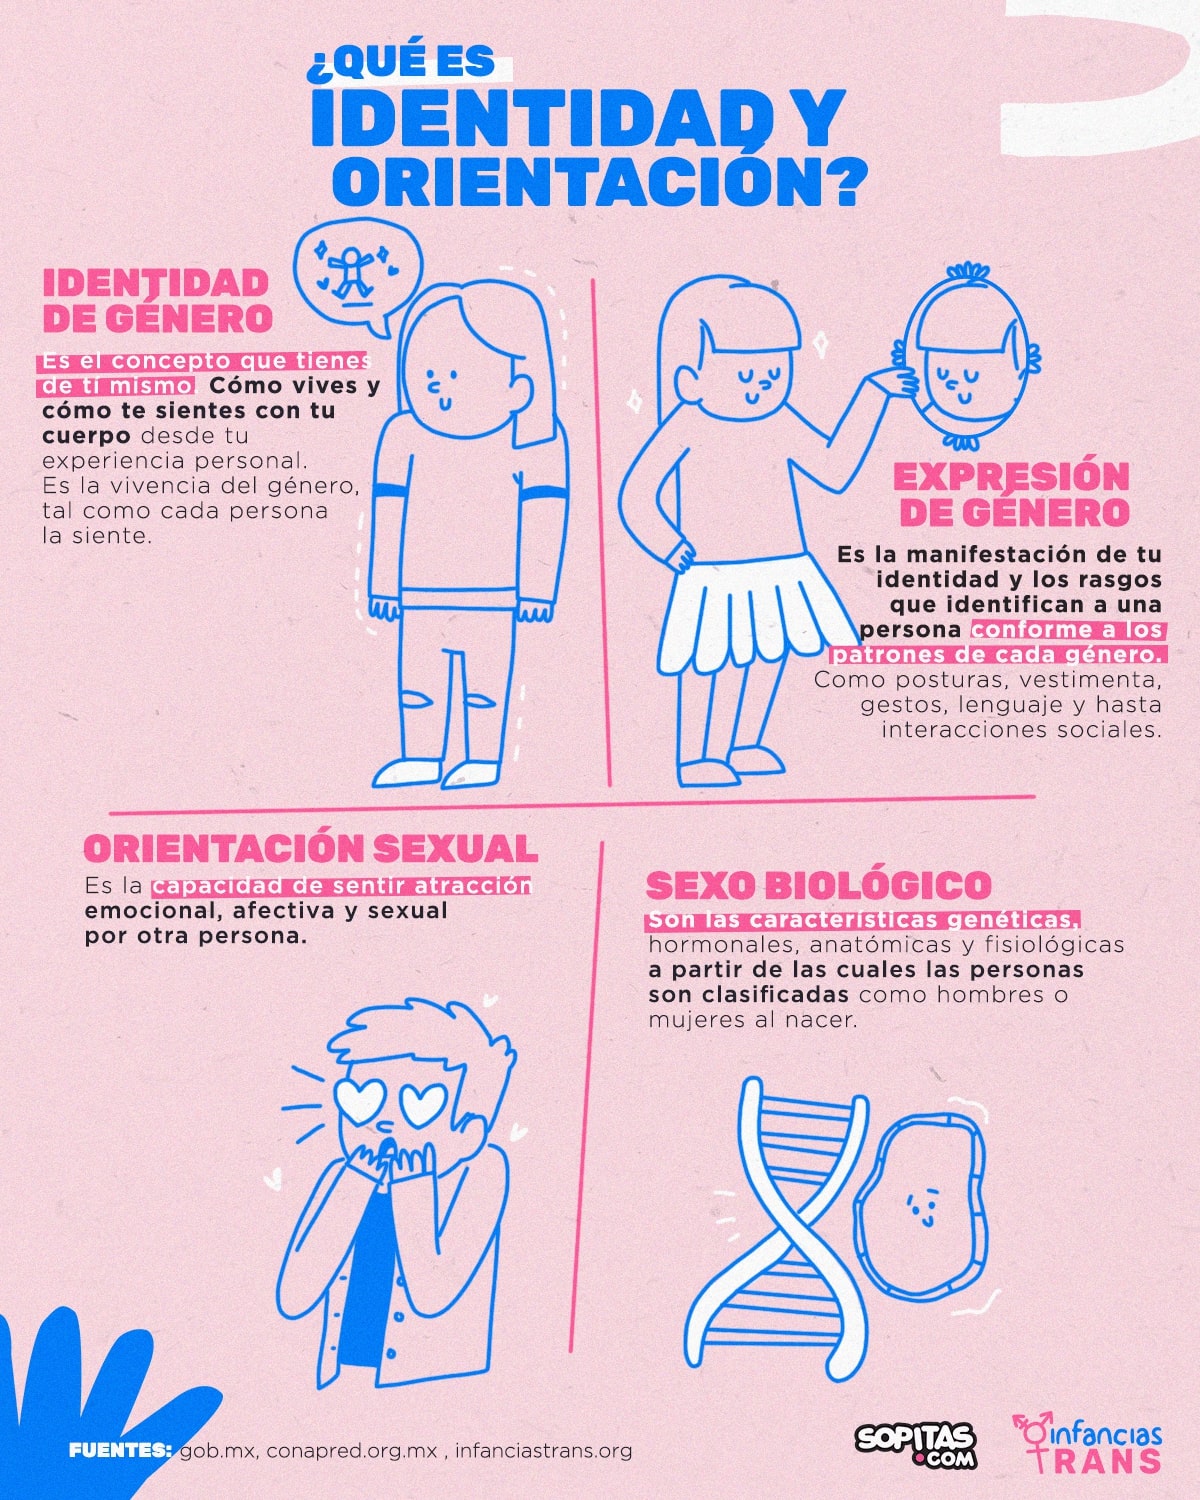 ¿QUÉ ES
IDENTIDAD Y
ORIENTACIÓN?
IDENTIDAD
DE GÉNERO
Es el concepto que tienes
de tí mismo. Cómo vives y
cómo te sientes con tu
cuerpo desde tu
experiencia personal.
Es la vivencia del género,
tal como cada persona
la siente.
EXPRESIÓN
DE GÉNERO
Es la manifestación de tu
identidad y los rasgos
que identifican a una
persona conforme a los
patrones de cada género.
Como posturas, vestimenta,
gestos, lenguaje y hasta
interacciones sociales.
ORIENTACIÓN SEXUAL
Es la capacidad de sentir atracción
emocional, afectiva y sexual
por otra persona.
SEXO BIOLÓGICO
Son las características genéticas,
hormonales, anatómicas y fisiológicas
a partir de las cuales las personas
son clasificadas como hombres o
mujeres al nacer.
FUENTES: gob.mx, conapred.org.mx , infanciastrans.org
SOPITAS
.COM
infancias
TRANS